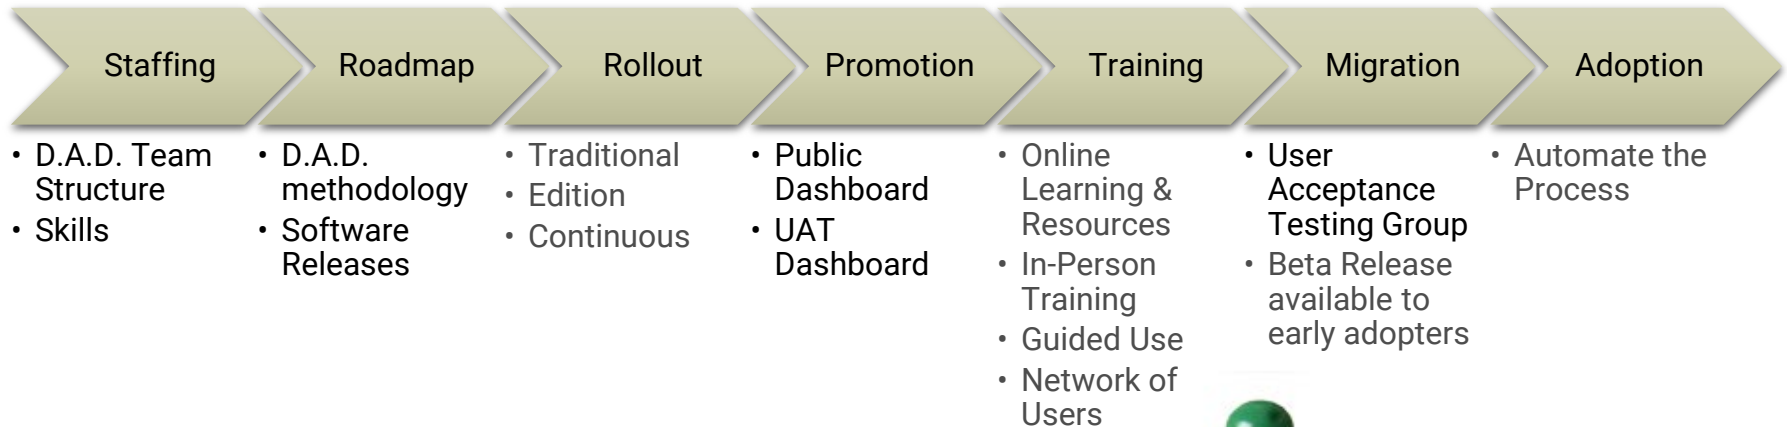 Staffing
Roadmap
Rollout
Promotion
Training
Migration
Adoption
• D.A.D. Team
Structure
• Skills
• D.A.D.
methodology
• Software
Releases
• Traditional
• Edition
• Continuous
• Public
Dashboard
• UAT
Dashboard
• Online
Learning &
Resources
• In-Person
Training
• Guided Use
• Network of
Users
• User
Acceptance
Testing Group
• Beta Release
available to
early adopters
• Automate the
Process